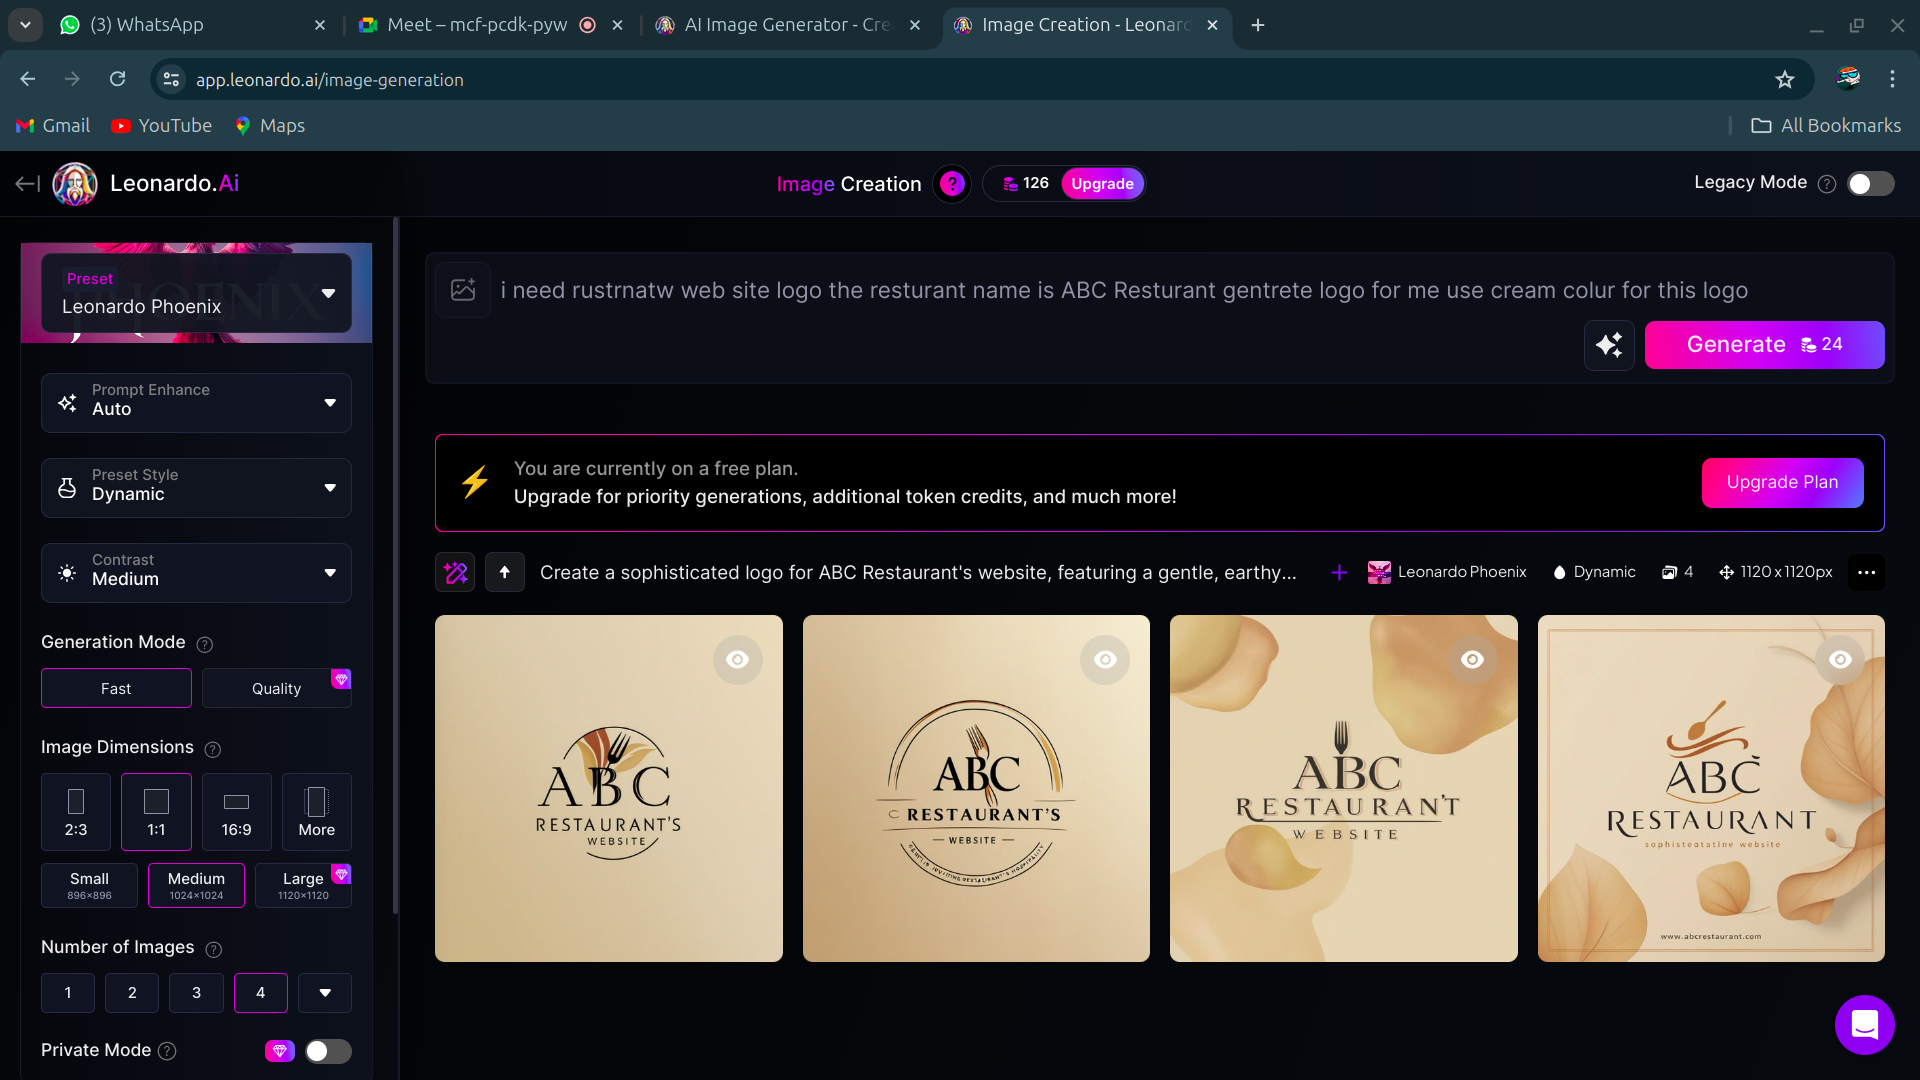 (3) WhatsApp
Meet – mcf-pcdk-pyw
AI Image Generator - Cre
Image Creation - Leonard
app.leonardo.ai/image-generation
Gmail
YouTube
Maps
All Bookmarks
Leonardo.Ai
Image Creation
?
126
Upgrade
Legacy Mode
?
Preset
Leonardo Phoenix
i need rustrnatw web site logo the resturant name is ABC Resturant gentrete logo for me use cream colur for this logo
Generate 24
Prompt Enhance
Auto
Preset Style
Dynamic
Contrast
Medium
You are currently on a free plan.
Upgrade for priority generations, additional token credits, and much more!
Upgrade Plan
Create a sophisticated logo for ABC Restaurant's website, featuring a gentle, earthy...
Leonardo Phoenix
Dynamic
4
1120 x 1120px
Generation Mode ?
Fast
Quality
Image Dimensions ?
2:3
1:1
16:9
More
Small
896×896
Medium
1024×1024
Large
1120×1120
Number of Images ?
1
2
3
4
Private Mode ?
ABC
RESTAURANT'S
WEBSITE
ABC
RESTAURANT'S
WEBSITE
ABC
RESTAURANT
WEBSITE
ABC
RESTAURANT
www.abcrestaurant.com